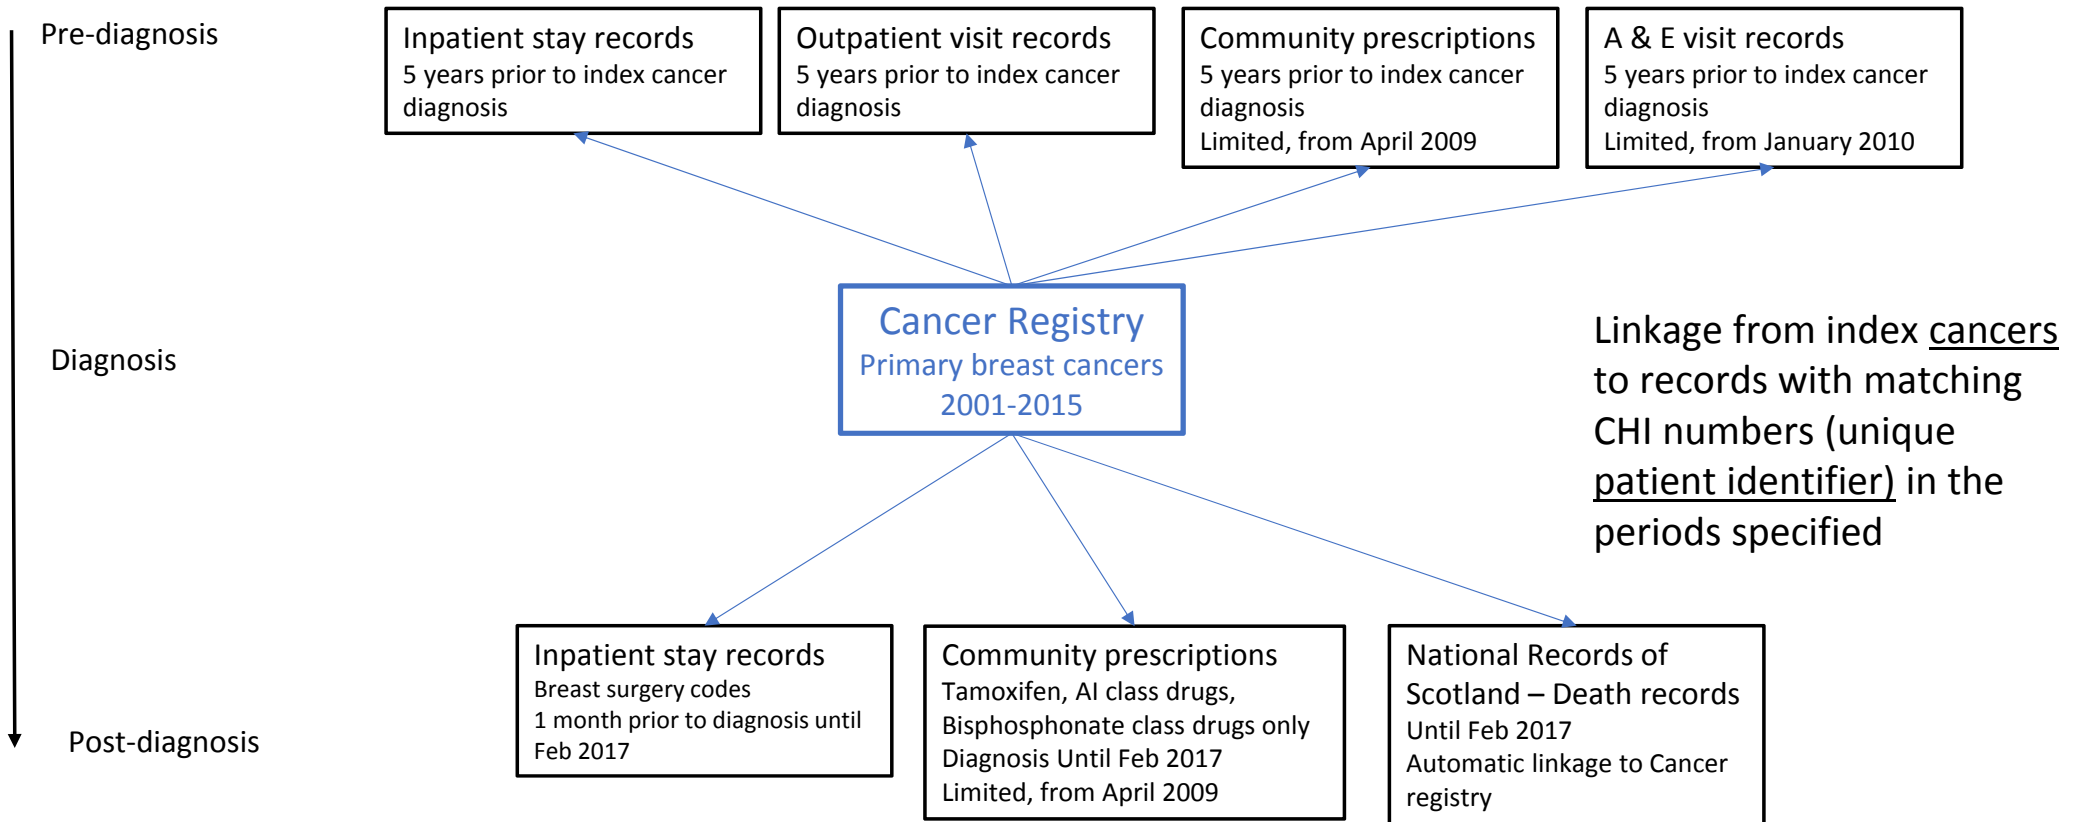 Pre-diagnosis
Inpatient stay records
5 years prior to index cancer
diagnosis
Outpatient visit records
5 years prior to index cancer
diagnosis
Community prescriptions
5 years prior to index cancer
diagnosis
Limited, from April 2009
A & E visit records
5 years prior to index cancer
diagnosis
Limited, from January 2010
Diagnosis
Cancer Registry
Primary breast cancers
2001-2015
Linkage from index cancers
to records with matching
CHI numbers (unique
patient identifier) in the
periods specified
Post-diagnosis
Inpatient stay records
Breast surgery codes
1 month prior to diagnosis until
Feb 2017
Community prescriptions
Tamoxifen, AI class drugs,
Bisphosphonate class drugs only
Diagnosis Until Feb 2017
Limited, from April 2009
National Records of
Scotland – Death records
Until Feb 2017
Automatic linkage to Cancer
registry